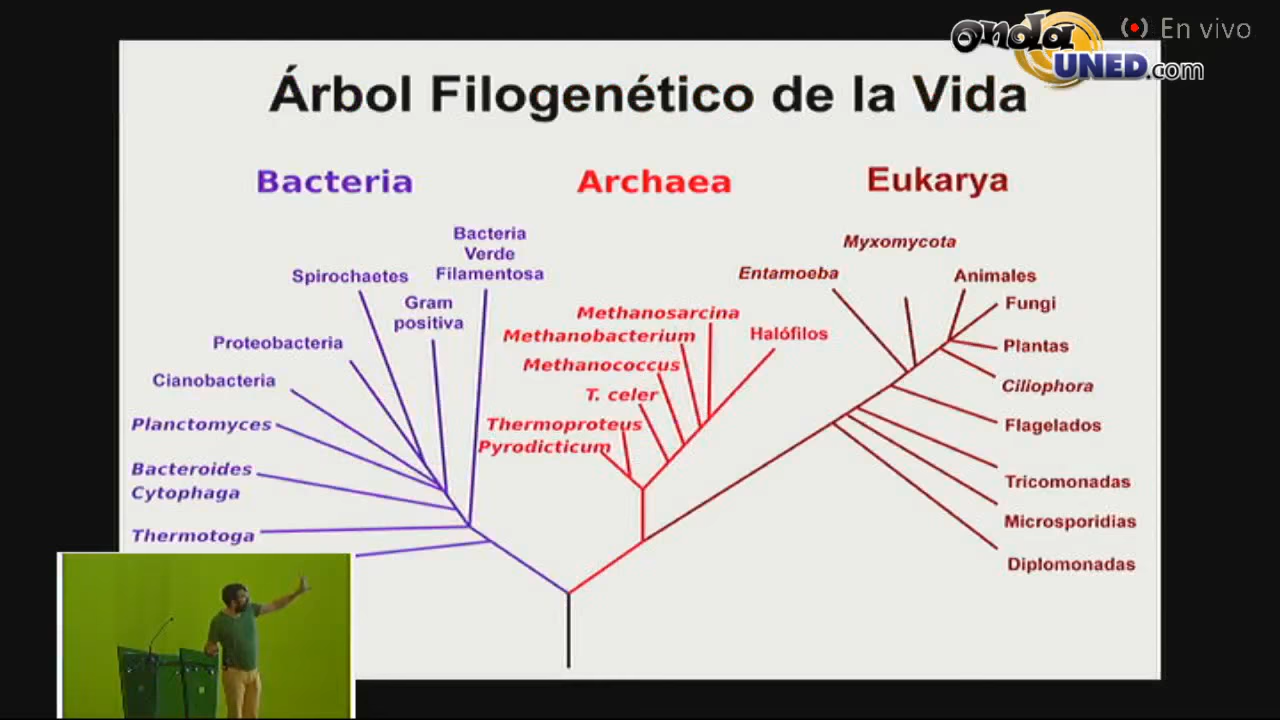 onda
UNED.com
En vivo
Árbol Filogenético de la Vida
Bacteria
Archaea
Eukarya
Bacteria
Verde
Filamentosa
Spirochaetes
Gram
positiva
Proteobacteria
Cianobacteria
Planctomyces
Bacteroides
Cytophaga
Thermotoga
Methanosarcina
Methanobacterium
Halófilos
Methanococcus
T. celer
Thermoproteus
Pyrodicticum
Myxomycota
Entamoeba
Animales
Fungi
Plantas
Ciliophora
Flagelados
Tricomonadas
Microsporidias
Diplomonadas